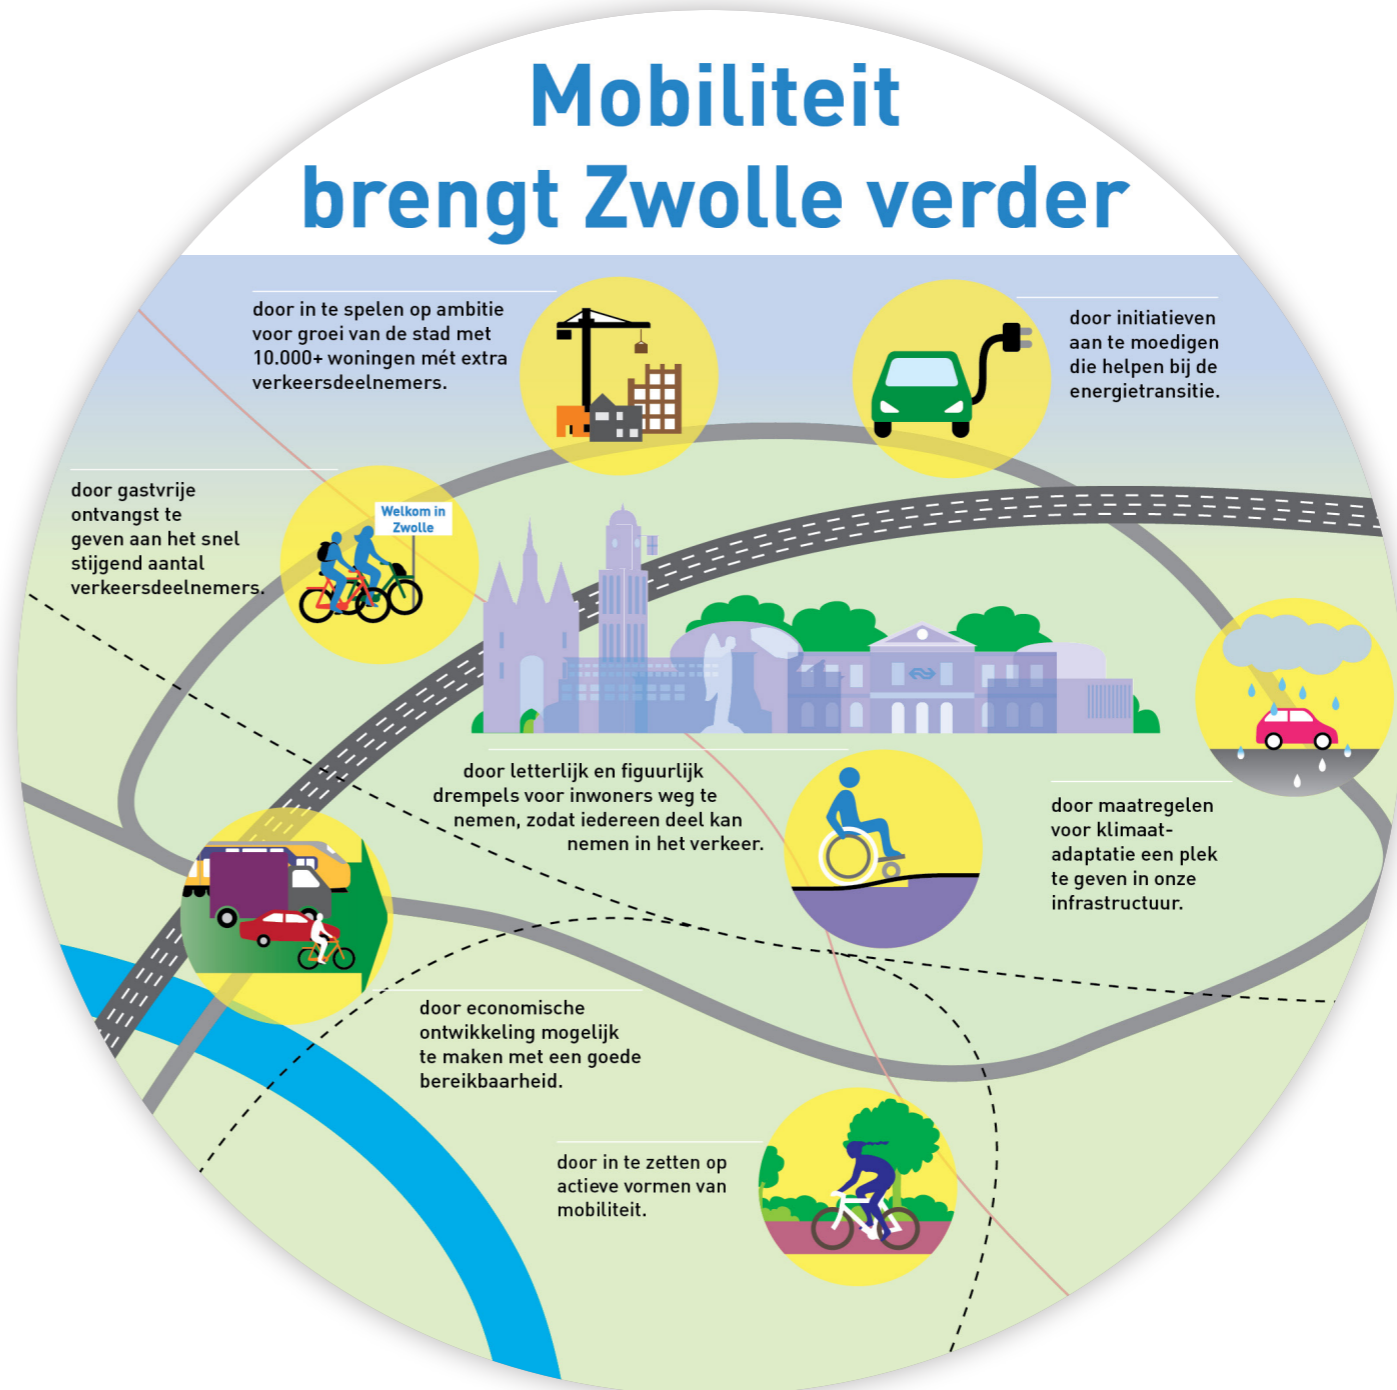 Mobiliteit
brengt Zwolle verder
door in te spelen op ambitie
voor groei van de stad met
10.000+ woningen mét extra
verkeersdeelnemers.
door initiatieven
aan te moedigen
die helpen bij de
energietransitie.
door gastvrije
ontvangst te
geven aan het snel
stijgend aantal
verkeersdeelnemers.
Welkom in
Zwolle
door letterlijk en figuurlijk
drempels voor inwoners weg te
nemen, zodat iedereen deel kan
nemen in het verkeer.
door maatregelen
voor klimaat-
adaptatie een plek
te geven in onze
infrastructuur.
door economische
ontwikkeling mogelijk
te maken met een goede
bereikbaarheid.
door in te zetten op
actieve vormen van
mobiliteit.